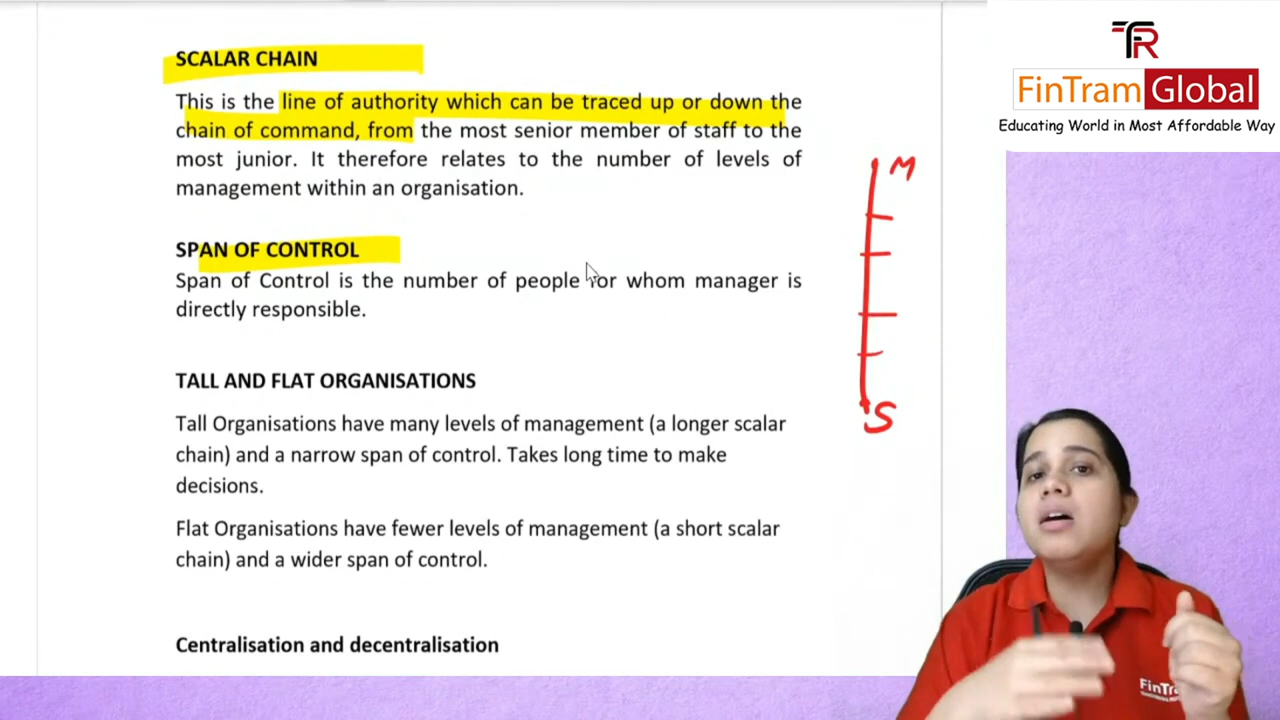 SCALAR CHAIN
This is the line of authority which can be traced up or down the
chain of command, from the most senior member of staff to the
most junior. It therefore relates to the number of levels of
management within an organisation.
SPAN OF CONTROL
Span of Control is the number of people for whom manager is
directly responsible.
TALL AND FLAT ORGANISATIONS
Tall Organisations have many levels of management (a longer scalar
chain) and a narrow span of control. Takes long time to make
decisions.
Flat Organisations have fewer levels of management (a short scalar
chain) and a wider span of control.
Centralisation and decentralisation
M
S
FinTram Global
Educating World in Most Affordable Way